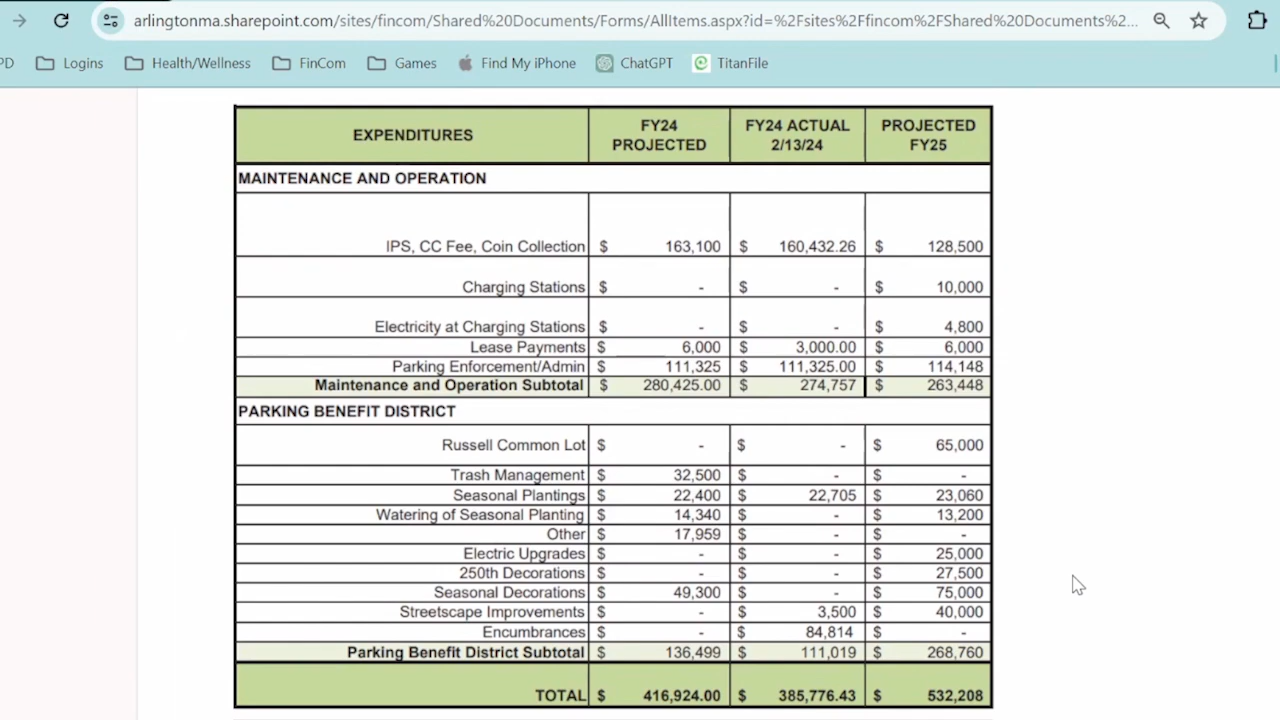 arlingtonma.sharepoint.com/sites/fincom/Shared%20Documents/Forms/AllItems.aspx?id=%2Fsites%2Ffincom%2FShared%20Documents%2...
PD Logins Health/Wellness FinCom Games Find My iPhone ChatGPT TitanFile
EXPENDITURES FY24 PROJECTED FY24 ACTUAL 2/13/24 PROJECTED FY25
MAINTENANCE AND OPERATION
IPS, CC Fee, Coin Collection $ 163,100 $ 160,432.26 $ 128,500
Charging Stations $ - $ - $ 10,000
Electricity at Charging Stations $ - $ - $ 4,800
Lease Payments $ 6,000 $ 3,000.00 $ 6,000
Parking Enforcement/Admin $ 111,325 $ 111,325.00 $ 114,148
Maintenance and Operation Subtotal $ 280,425.00 $ 274,757 $ 263,448
PARKING BENEFIT DISTRICT
Russell Common Lot $ - $ - $ 65,000
Trash Management $ 32,500 $ - $ -
Seasonal Plantings $ 22,400 $ 22,705 $ 23,060
Watering of Seasonal Planting $ 14,340 $ - $ 13,200
Other $ 17,959 $ - $ -
Electric Upgrades $ - $ - $ 25,000
250th Decorations $ - $ - $ 27,500
Seasonal Decorations $ 49,300 $ - $ 75,000
Streetscape Improvements $ - $ 3,500 $ 40,000
Encumbrances $ - $ 84,814 $ -
Parking Benefit District Subtotal $ 136,499 $ 111,019 $ 268,760
TOTAL $ 416,924.00 $ 385,776.43 $ 532,208